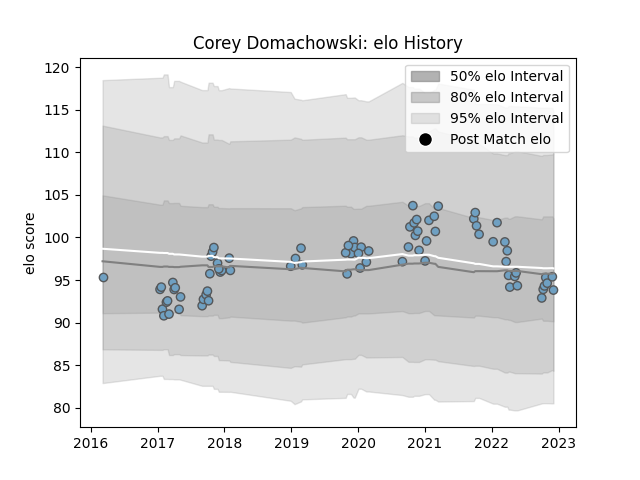 Corey Domachowski: elo History
120
115
110
105
100
95
90
85
80
elo score
50% elo Interval
80% elo Interval
95% elo Interval
Post Match elo
2016 2017 2018 2019 2020 2021 2022 2023